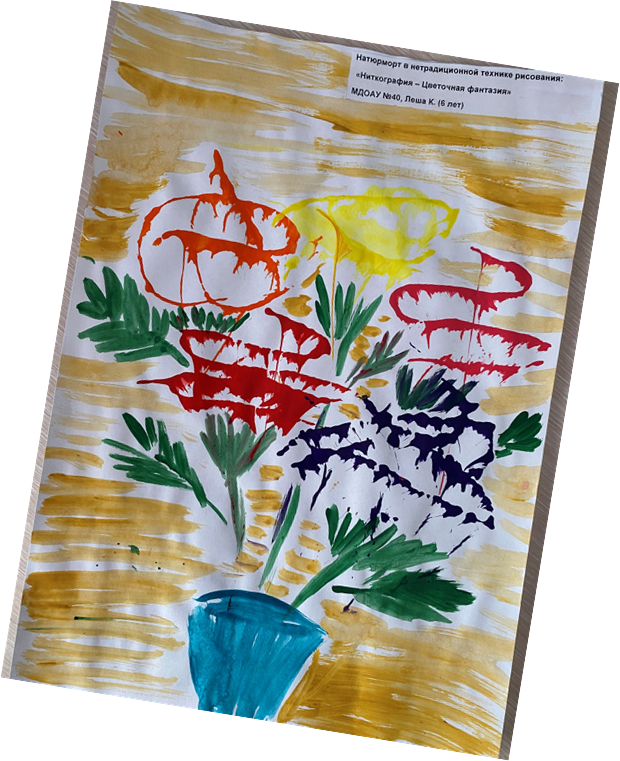 Натюрморт в нетрадиционной технике рисования:
«Ниткография – Цветочная фантазия»
МДОАУ №40, Леша К. (6 лет)